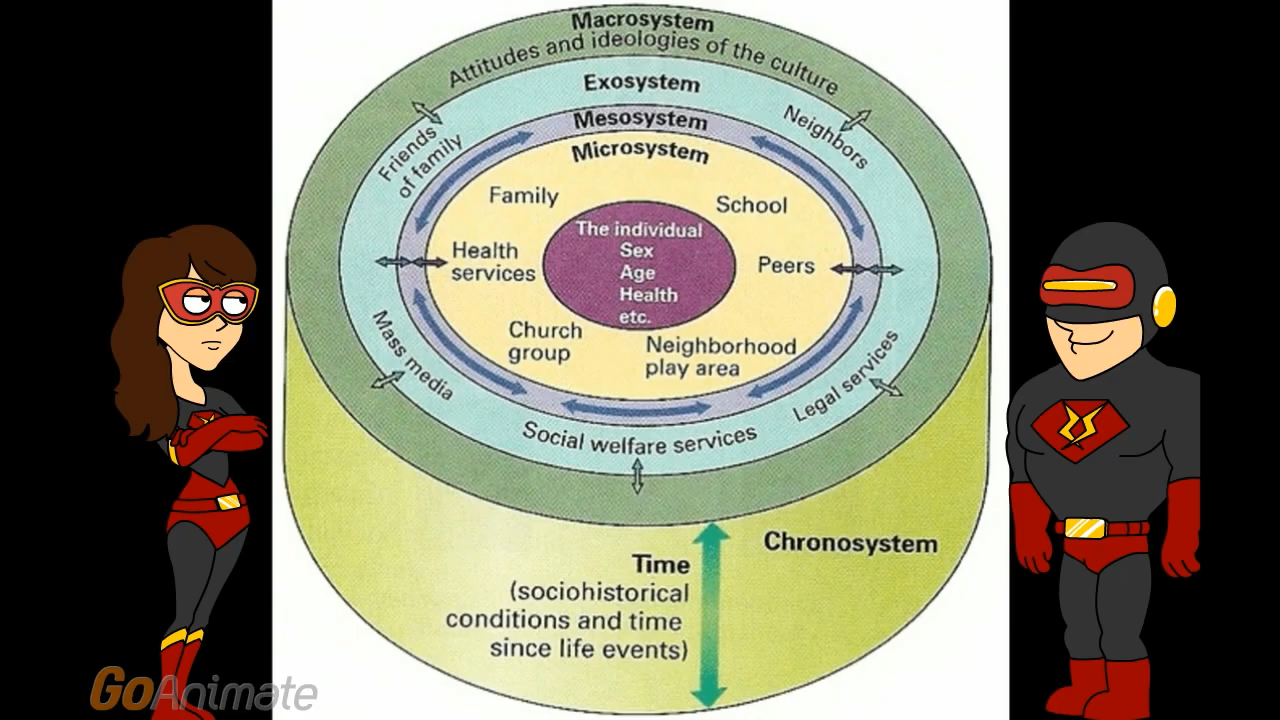 Macrosystem
Attitudes and ideologies of the culture
Exosystem
Mesosystem
Microsystem
Friends
of family
Neighbors
Family
School
The individual
Sex
Age
Health
etc.
Health
services
Peers
Church
group
Neighborhood
play area
Mass media
Legal services
Social welfare services
Chronosystem
Time
(sociohistorical
conditions and time
since life events)
GoAnimate